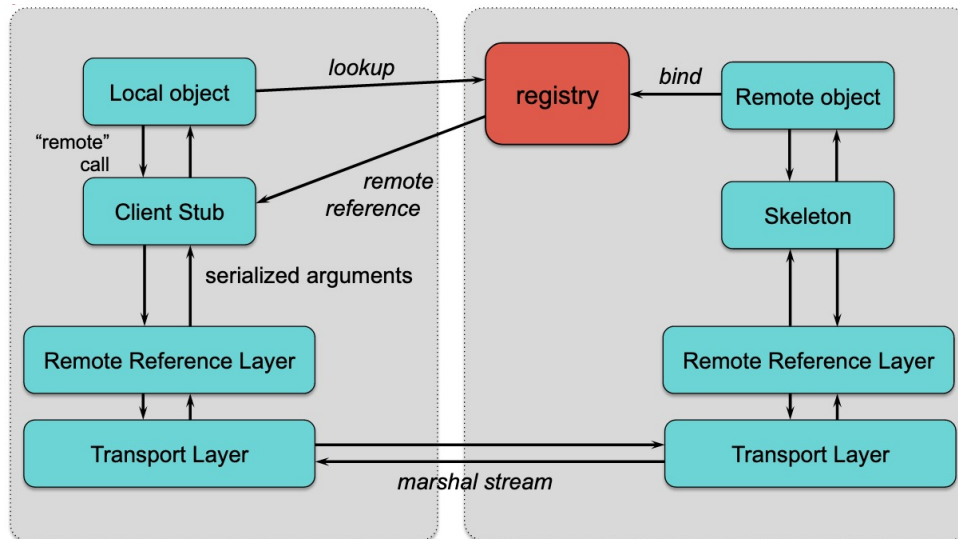 Local object
lookup
registry
bind
Remote object
“remote”
call
Client Stub
remote
reference
Skeleton
serialized arguments
Remote Reference Layer
Remote Reference Layer
Transport Layer
Transport Layer
marshal stream